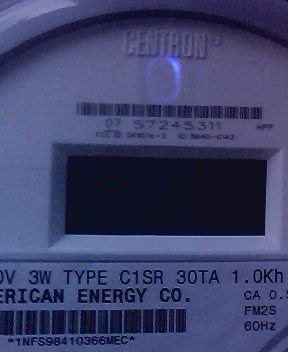 CENTRON
07 57245311 HPP
0V 3W TYPE C1SR 30TA 1.0Kh
ERICAN ENERGY CO. CA 0.5
FM2S
*1NFS98410366MEC* 60Hz